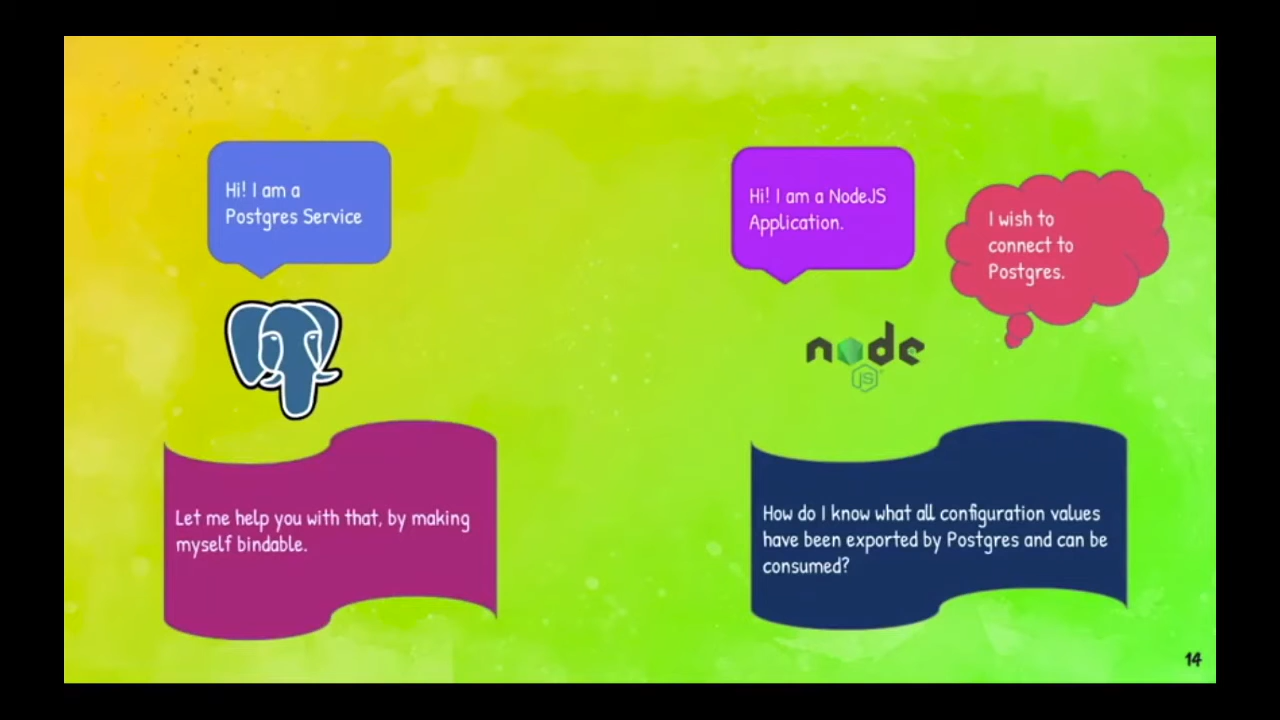 Hi! I am a
Postgres Service
Hi! I am a NodeJS
Application.
I wish to
connect to
Postgres.
node
JS
Let me help you with that, by making
myself bindable.
How do I know what all configuration values
have been exported by Postgres and can be
consumed?
14